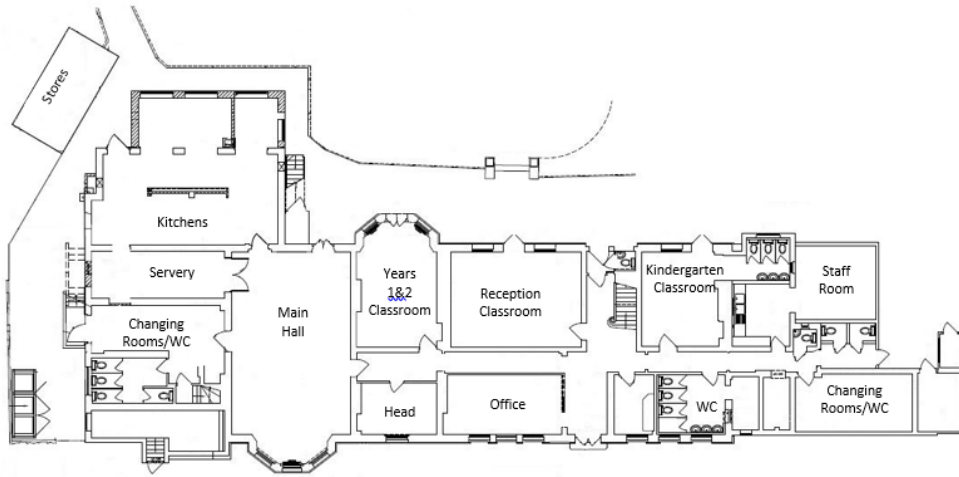 Stores
Kitchens
Servery
Changing
Rooms/WC
Main
Hall
Years
1&2
Classroom
Reception
Classroom
Kindergarten
Classroom
Staff
Room
Head
Office
WC
Changing
Rooms/WC